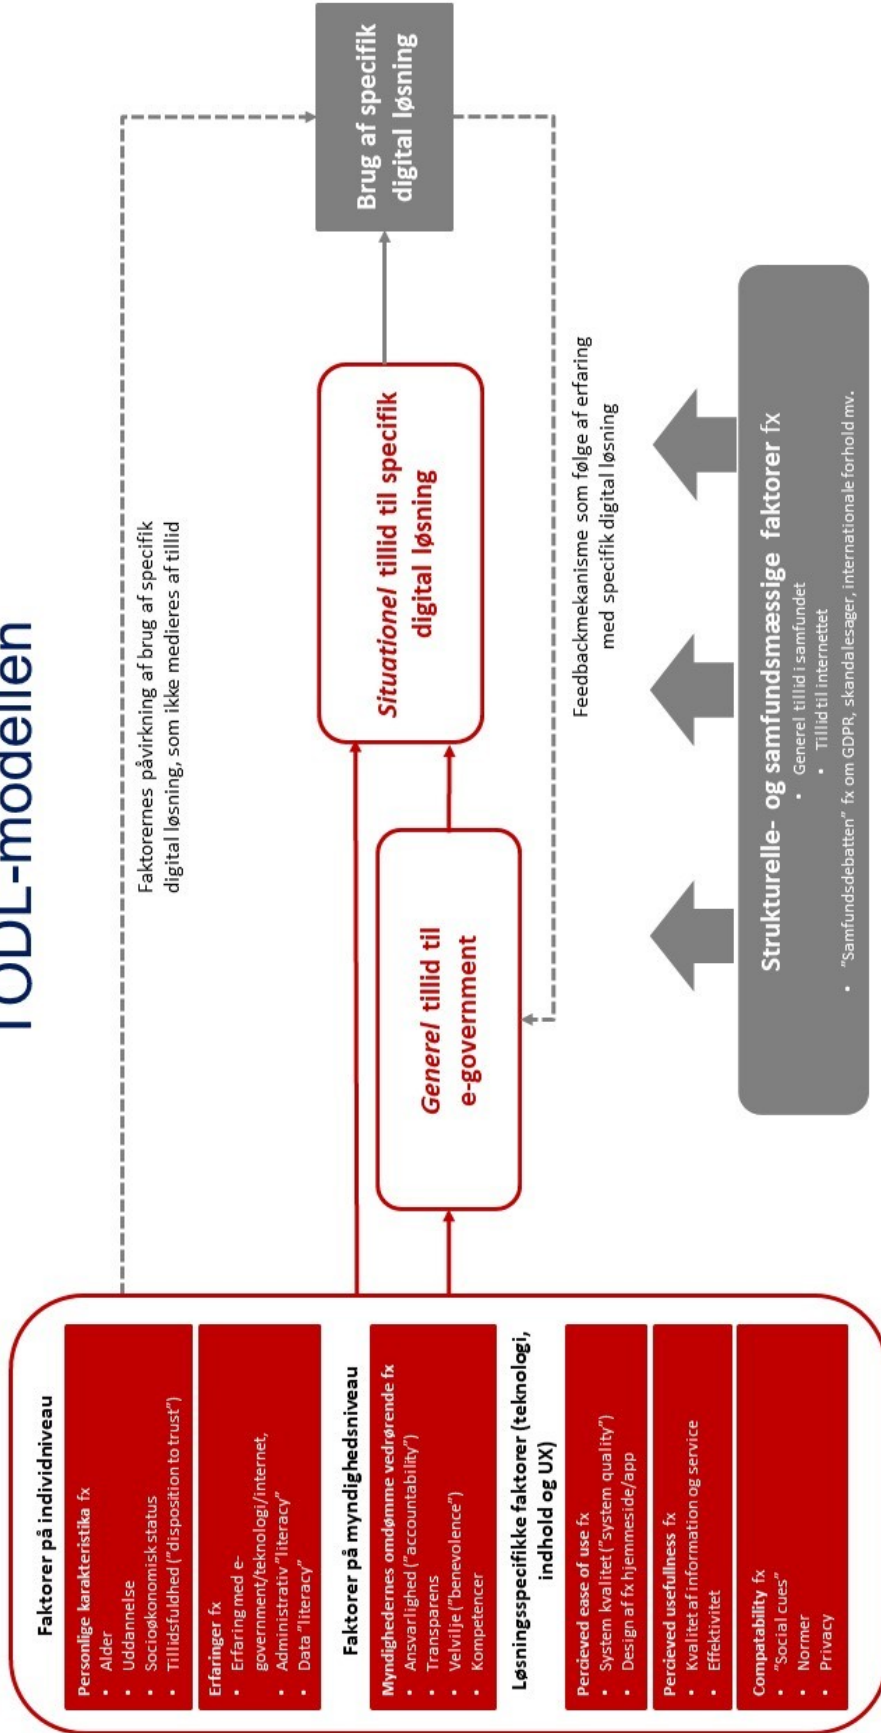 TODL-modellen
Faktorer på individniveau
Personlige karakteristika fx
• Alder
• Uddannelse
• Socioøkonomisk status
• Tillidsfuldhed ("disposition to trust")
Erfaringer fx
• Erfaring med e-
government/teknologi/internet,
• Administrativ "literacy"
• Data "literacy"
Faktorer på myndighedsniveau
Myndighedernes omdømme vedrørende fx
• Ansvarlighed ("accountability")
• Transparens
• Velvilje ("benevolence")
• Kompetencer
Løsningsspecifikke faktorer (teknologi,
indhold og UX)
Percieved ease of use fx
• System kvalitet ("system quality")
• Design af fx hjemmeside/app
Perdieved usefullness fx
• Kvalitet af information og service
• Effektivitet
Compatability fx
• "Social cues"
• Normer
• Privacy
Faktorernes påvirkning af brug af specifik
digital løsning, som ikke medieres af tillid
Generel tillid til
e-government
Situationel tillid til specifik
digital løsning
Brug af specifik
digital løsning
Feedbackmekanisme som følge af erfaring
med specifik digital løsning
Strukturelle- og samfundsmæssige faktorer fx
• Generel tillid i samfundet
• Tillid til internettet
• "Samfundsdebatten" fx om GDPR, skandalesager, internationale forhold mv.